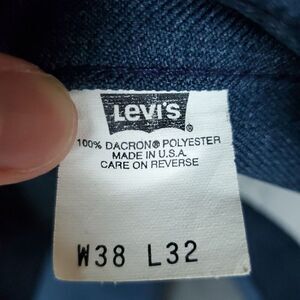 Levi's®
100% DACRON® POLYESTER
MADE IN U.S.A.
CARE ON REVERSE
W38 L32